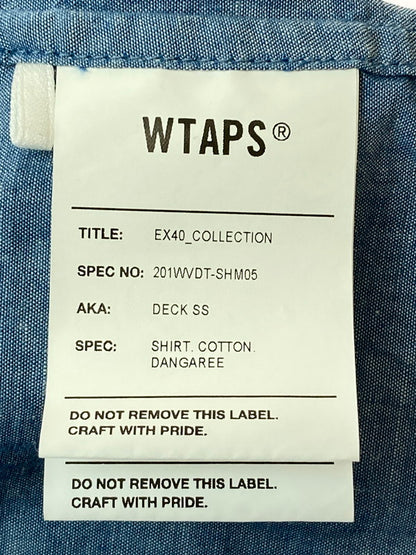 WTAPS®
TITLE: EX40_COLLECTION
SPEC NO: 201WVDT-SHM05
AKA: DECK SS
SPEC: SHIRT. COTTON.
DANGAREE
DO NOT REMOVE THIS LABEL.
CRAFT WITH PRIDE.
DO NOT REMOVE THIS LABEL.
CRAFT WITH PRIDE.